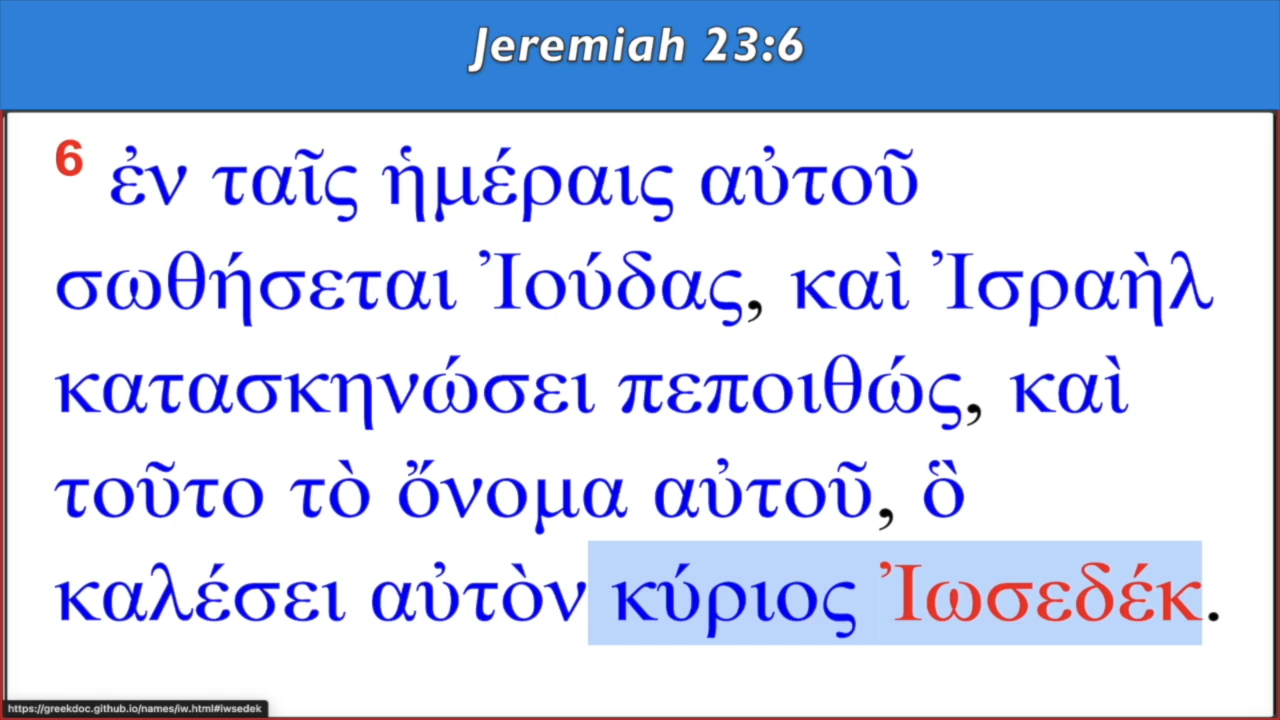 Jeremiah 23:6
6 ἐν ταῖς ἡμέραις αὐτοῦ
σωθήσεται Ἰούδας, καὶ Ἰσραὴλ
κατασκηνώσει πεποιθώς, καὶ
τοῦτο τὸ ὄνομα αὐτοῦ, ὃ
καλέσει αὐτὸν κύριος Ἰωσεδέκ.
https://greekdoc.github.io/names/iw.html#iwsedek